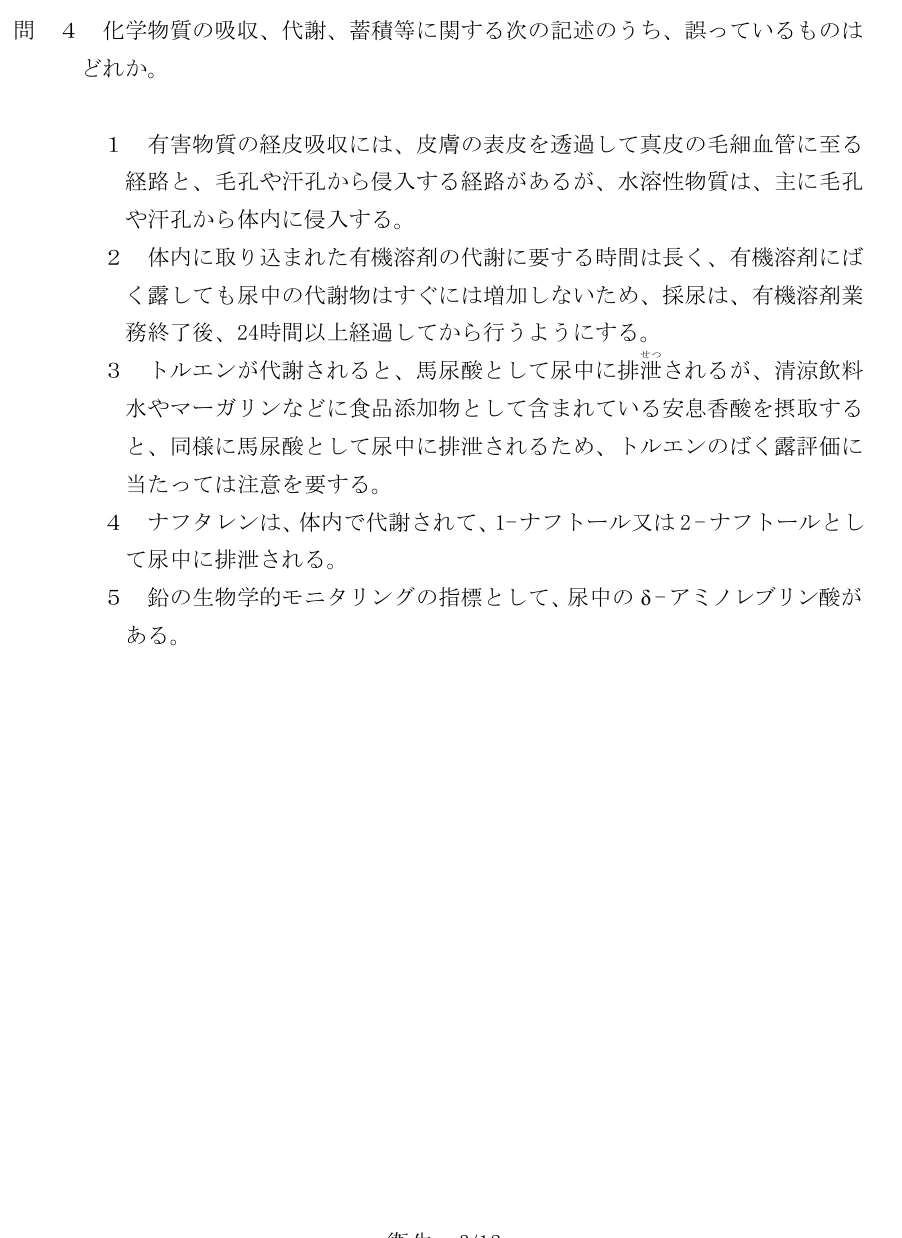 問　４　化学物質の吸収、代謝、蓄積等に関する次の記述のうち、誤っているものは
どれか。
１　有害物質の経皮吸収には、皮膚の表皮を透過して真皮の毛細血管に至る
経路と、毛孔や汗孔から侵入する経路があるが、水溶性物質は、主に毛孔
や汗孔から体内に侵入する。
２　体内に取り込まれた有機溶剤の代謝に要する時間は長く、有機溶剤にば
く露しても尿中の代謝物はすぐには増加しないため、採尿は、有機溶剤業
務終了後、24時間以上経過してから行うようにする。
せつ
３　トルエンが代謝されると、馬尿酸として尿中に排泄されるが、清涼飲料
水やマーガリンなどに食品添加物として含まれている安息香酸を摂取する
と、同様に馬尿酸として尿中に排泄されるため、トルエンのばく露評価に
当たっては注意を要する。
４　ナフタレンは、体内で代謝されて、1-ナフトール又は2-ナフトールとし
て尿中に排泄される。
５　鉛の生物学的モニタリングの指標として、尿中のδ-アミノレブリン酸が
ある。